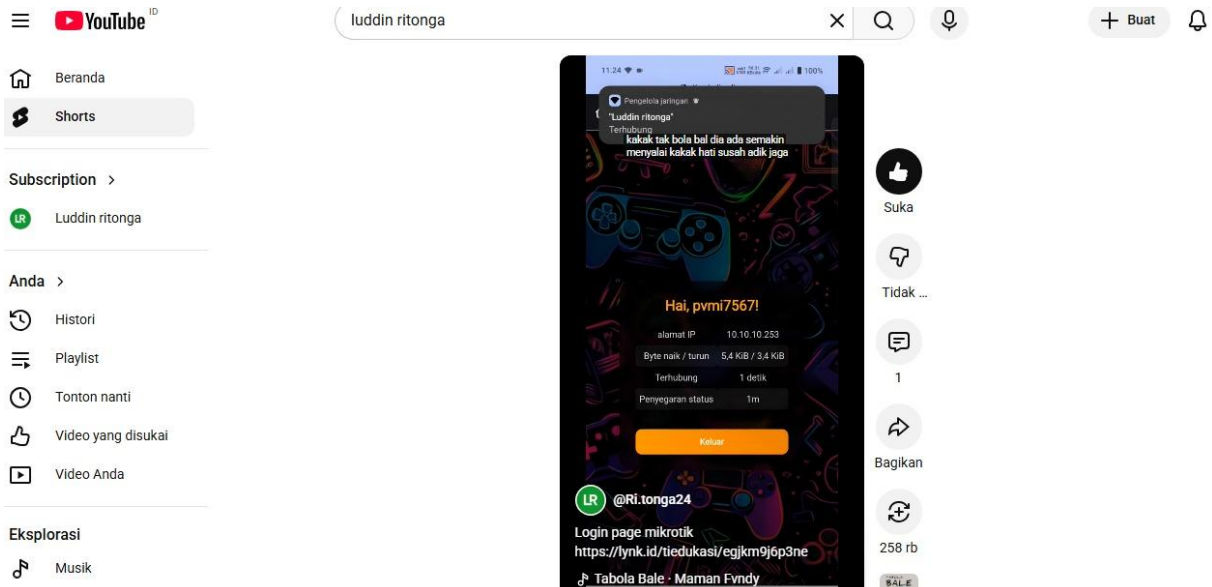 YouTube ID
luddin ritonga
Buat
Beranda
Shorts
Subscription
Luddin ritonga
Anda
Histori
Playlist
Tonton nanti
Video yang disukai
Video Anda
Eksplorasi
Musik
11.24
100%
Pengelola jaringan
"Luddin ritonga"
Terhubung
kakak tak bola bal dia ada semakin
menyalai kakak hati susah adik jaga
Hai, pvmi7567!
alamat IP 10.10.10.253
Byte naik / turun 5,4 KiB / 3,4 KiB
Terhubung 1 detik
Penyegaran status 1m
Keluar
LR @Ri.tonga24
Login page mikrotik
https://lynk.id/tiedukasi/egjkm9j6p3ne
Tabola Bale · Maman Fvndy
Suka
Tidak ...
1
Bagikan
258 rb
BALE